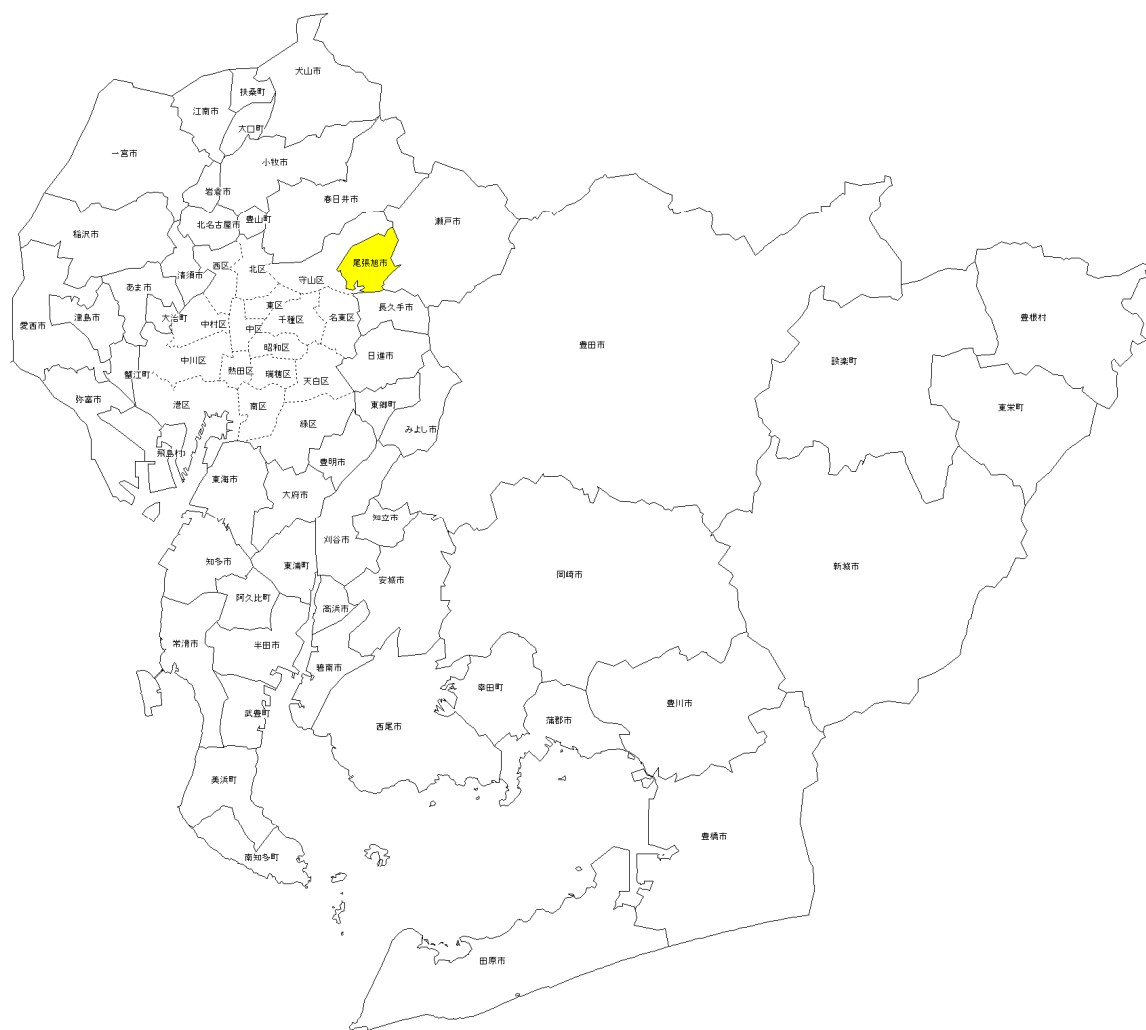 犬山市
扶桑町
江南市
大口町
一宮市
小牧市
岩倉市
春日井市
瀬戸市
北名古屋市
豊山町
稲沢市
尾張旭市
西区
北区
清須市
守山区
あま市
東区
長久手市
豊根村
津島市
大治町
中村区
中区
千種区
名東区
愛西市
昭和区
豊田市
日進市
設楽町
中川区
熱田区
瑞穂区
天白区
蟹江町
弥富市
港区
南区
東郷町
東栄町
緑区
みよし市
飛島村
豊明市
東海市
大府市
知立市
刈谷市
知多市
東浦町
安城市
岡崎市
新城市
阿久比町
高浜市
常滑市
半田市
碧南市
幸田町
豊川市
武豊町
西尾市
蒲郡市
美浜町
豊橋市
南知多町
田原市